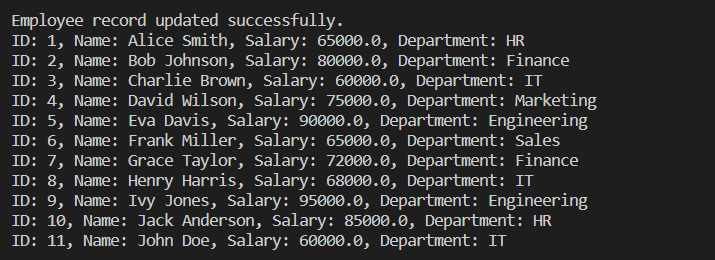 Employee record updated successfully.
ID: 1, Name: Alice Smith, Salary: 65000.0, Department: HR
ID: 2, Name: Bob Johnson, Salary: 80000.0, Department: Finance
ID: 3, Name: Charlie Brown, Salary: 60000.0, Department: IT
ID: 4, Name: David Wilson, Salary: 75000.0, Department: Marketing
ID: 5, Name: Eva Davis, Salary: 90000.0, Department: Engineering
ID: 6, Name: Frank Miller, Salary: 65000.0, Department: Sales
ID: 7, Name: Grace Taylor, Salary: 72000.0, Department: Finance
ID: 8, Name: Henry Harris, Salary: 68000.0, Department: IT
ID: 9, Name: Ivy Jones, Salary: 95000.0, Department: Engineering
ID: 10, Name: Jack Anderson, Salary: 85000.0, Department: HR
ID: 11, Name: John Doe, Salary: 60000.0, Department: IT